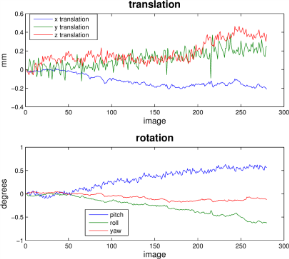 translation
0.6
0.4
0.2
0
-0.2
-0.4
mm
x translation
y translation
z translation
0 50 100 150 200 250 300
image
rotation
1
0.5
0
-0.5
-1
degrees
pitch
roll
yaw
0 50 100 150 200 250 300
image